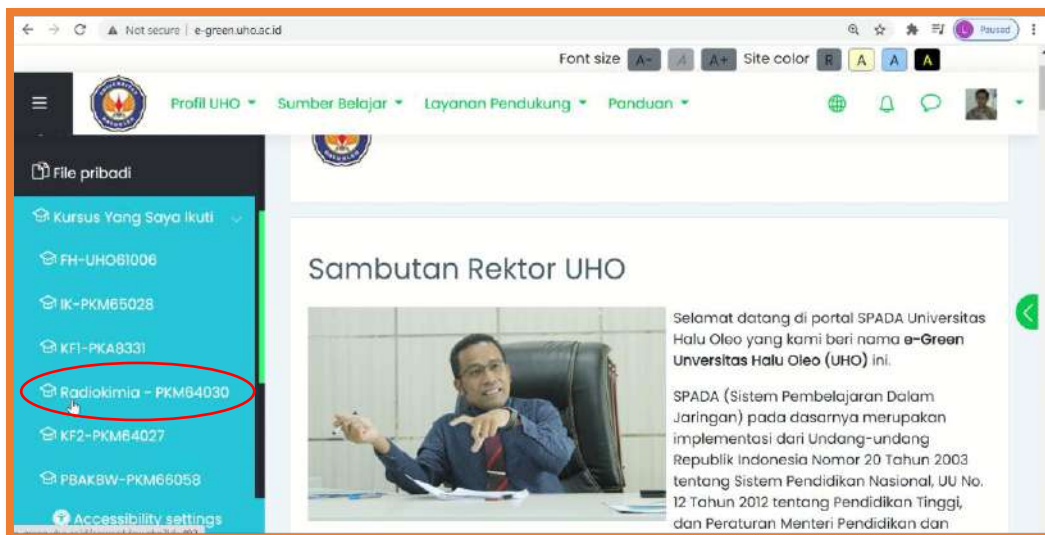 Not secure | e-green.uho.ac.id
Paused
Font size A- A A+ Site color R A A A
Profil UHO Sumber Belajar Layanan Pendukung Panduan
File pribadi
Kursus Yang Saya Ikuti
FH-UHO61006
IK-PKM65028
KF1-PKA8331
Radiokimia - PKM64030
KF2-PKM64027
PBAKBW-PKM66058
Accessibility settings
Sambutan Rektor UHO
Selamat datang di portal SPADA Universitas
Halu Oleo yang kami beri nama e-Green
Unversitas Halu Oleo (UHO) ini.
SPADA (Sistem Pembelajaran Dalam
Jaringan) pada dasarnya merupakan
implementasi dari Undang-undang
Republik Indonesia Nomor 20 Tahun 2003
tentang Sistem Pendidikan Nasional, UU No.
12 Tahun 2012 tentang Pendidikan Tinggi,
dan Peraturan Menteri Pendidikan dan